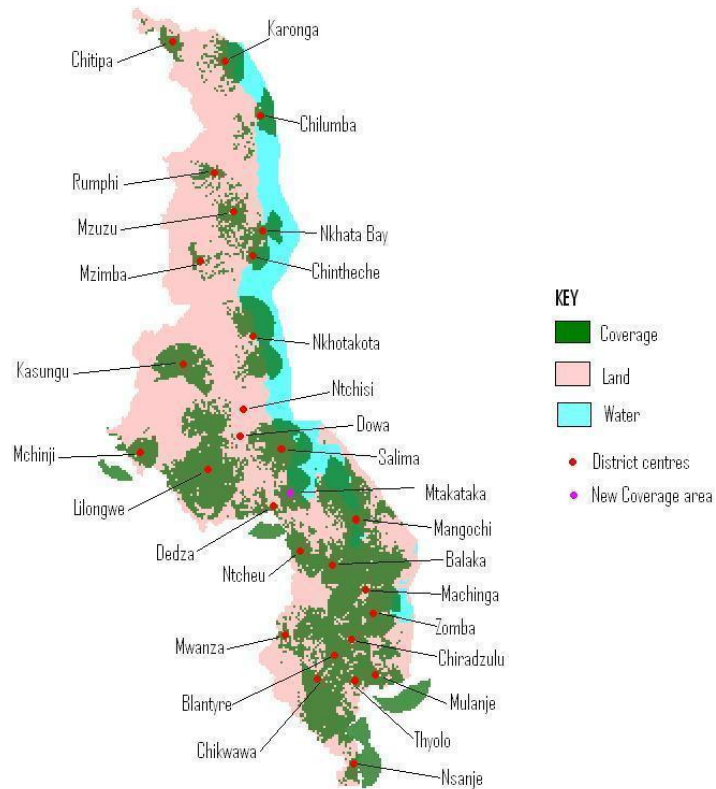 Karonga
Chitipa
Chilumba
Rumphi
Mzuzu
Nkhata Bay
Mzimba
Chintheche
KEY
Coverage
Nkhotakota
Kasungu
Land
Ntchisi
Water
Dowa
Mchinji
Salima
District centres
Mtakataka
New Coverage area
Lilongwe
Mangochi
Dedza
Balaka
Ntcheu
Machinga
Zomba
Mwanza
Chiradzulu
Blantyre
Mulanje
Thyolo
Chikwawa
Nsanje